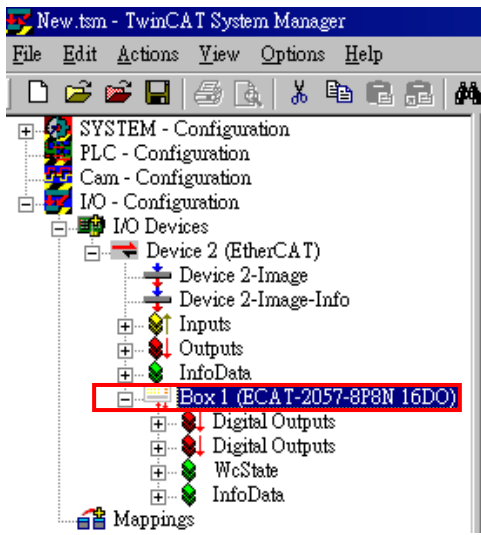 New.tsm - TwinCAT System Manager
File Edit Actions View Options Help
SYSTEM - Configuration
PLC - Configuration
Cam - Configuration
I/O - Configuration
I/O Devices
Device 2 (EtherCAT)
Device 2-Image
Device 2-Image-Info
Inputs
Outputs
InfoData
Box 1 (ECAT-2057-8P8N 16DO)
Digital Outputs
Digital Outputs
WcState
InfoData
Mappings